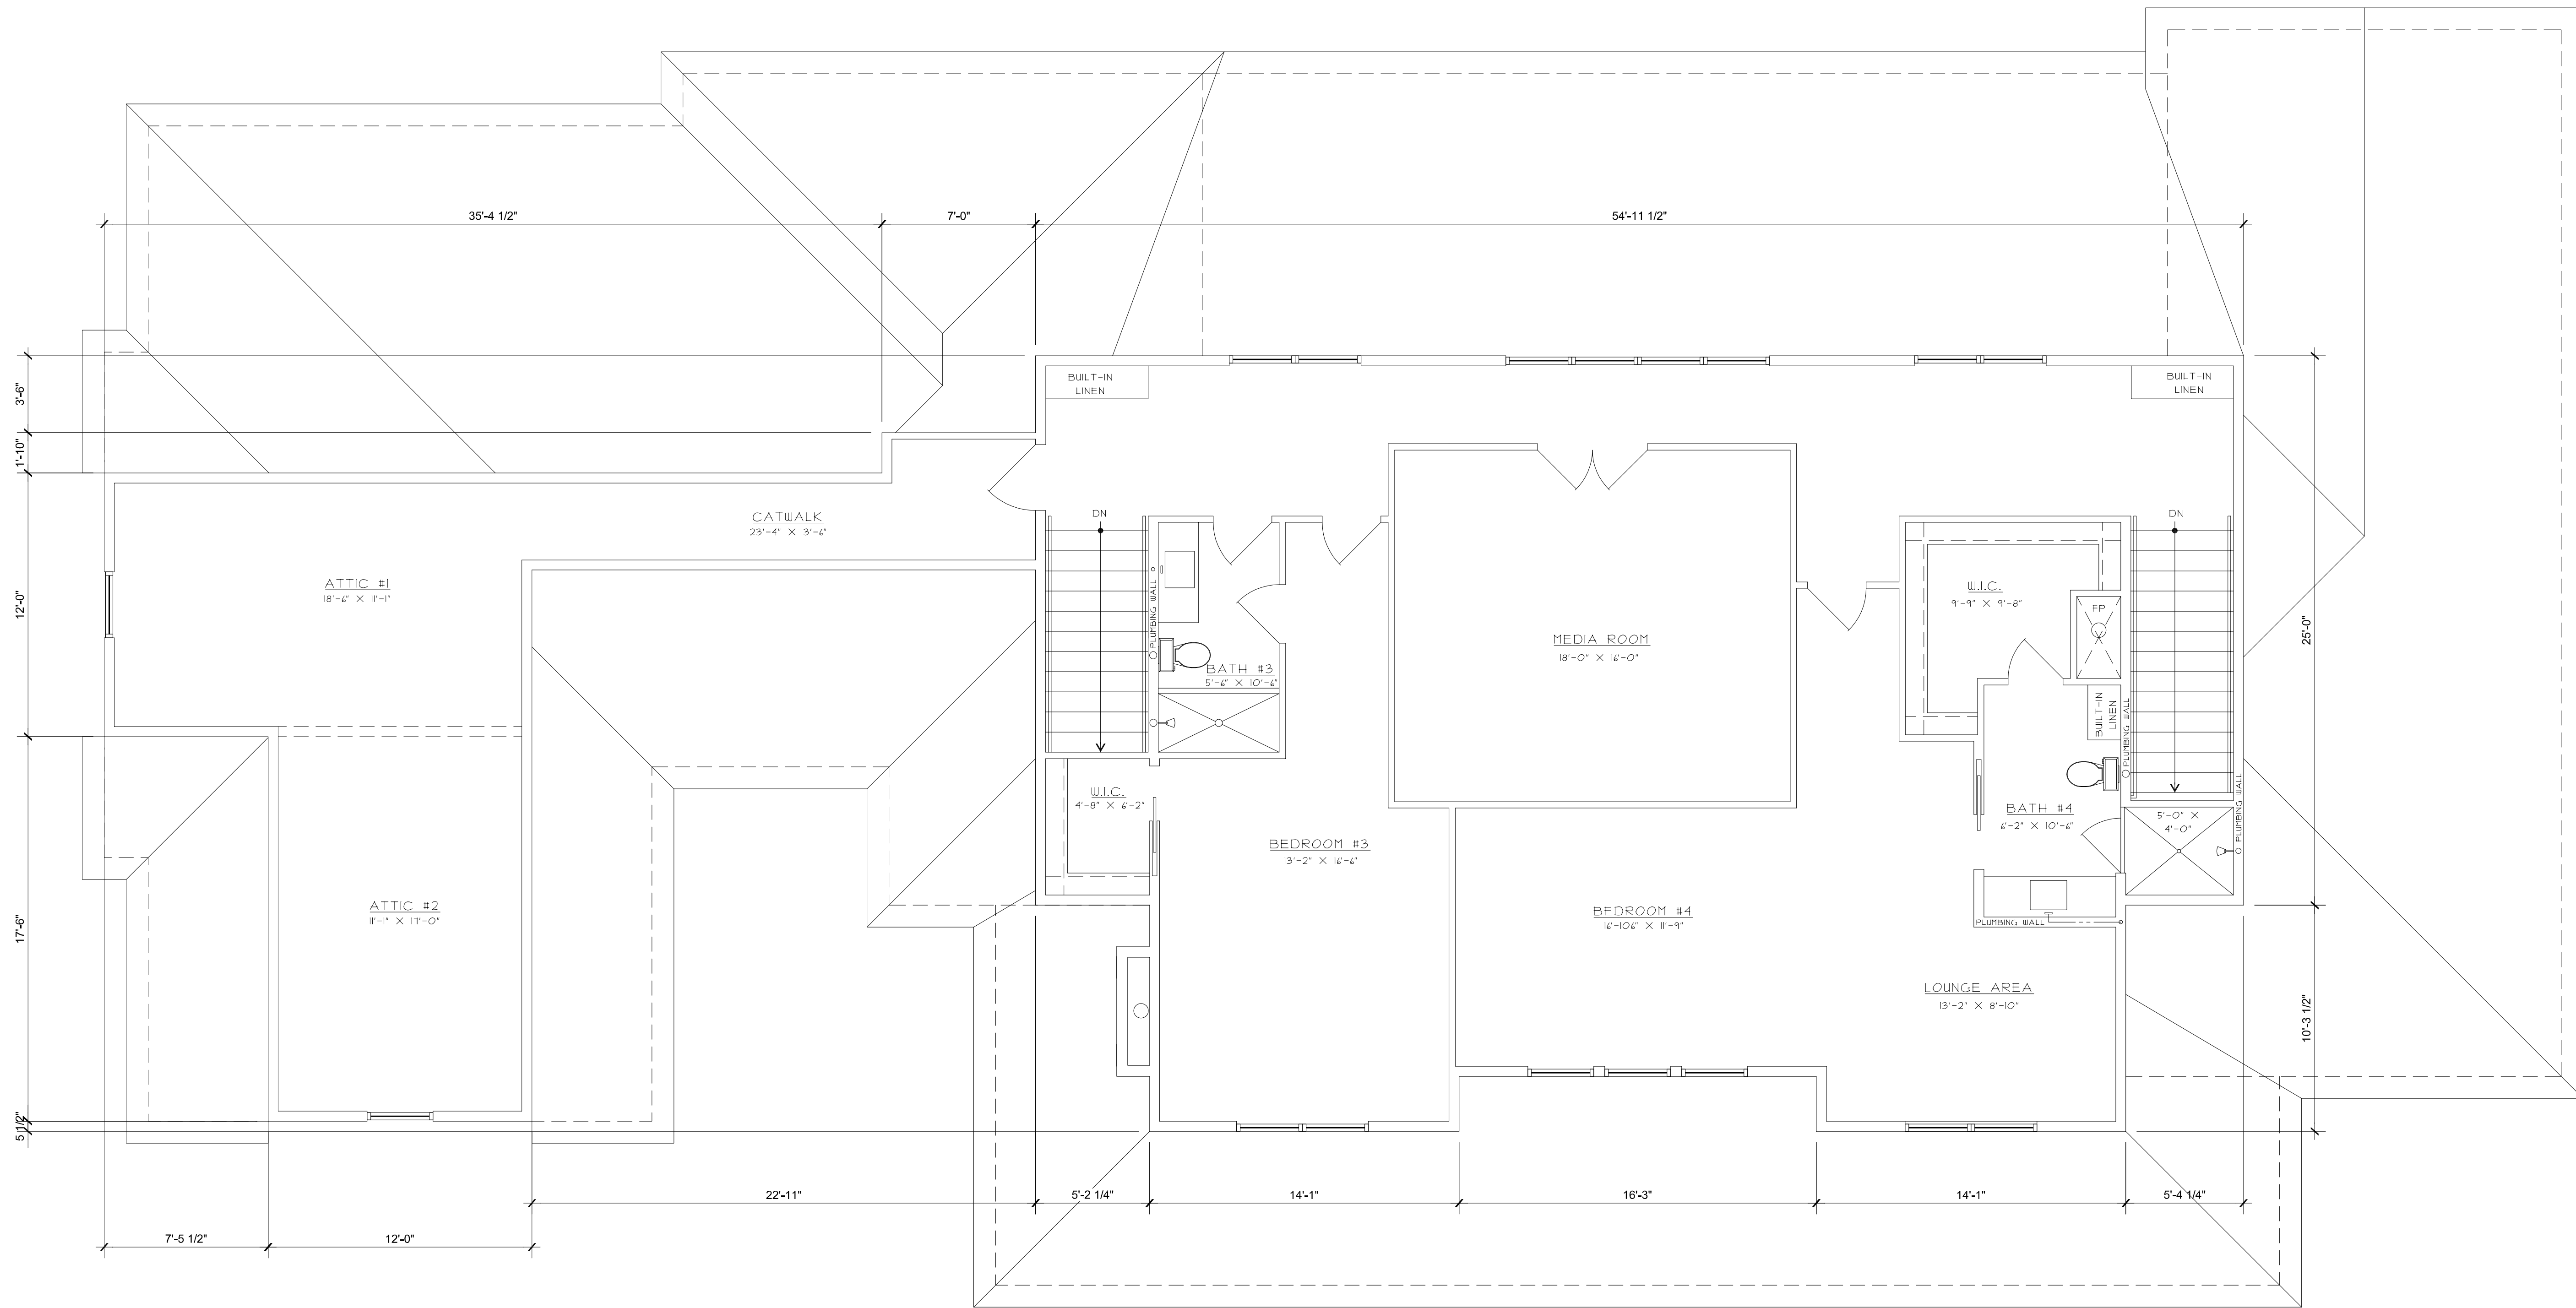 35'-4 1/2"
7'-0"
54'-11 1/2"
3'-6"
1'-10"
12'-0"
17'-6"
5 1/2"
BUILT-IN
LINEN
BUILT-IN
LINEN
CATWALK
23'-4" X 3'-6"
ATTIC #1
18'-6" X 11'-1"
ATTIC #2
11'-1" X 17'-0"
DN
PLUMBING WALL
BATH #3
5'-6" X 10'-6"
W.I.C.
4'-8" X 6'-2"
BEDROOM #3
13'-2" X 16'-6"
MEDIA ROOM
18'-0" X 16'-0"
W.I.C.
9'-9" X 9'-8"
FP
DN
BUILT-IN
LINEN
PLUMBING WALL
BATH #4
6'-2" X 10'-6"
5'-0" X
4'-0"
PLUMBING WALL
PLUMBING WALL
BEDROOM #4
16'-106" X 11'-9"
LOUNGE AREA
13'-2" X 8'-10"
25'-0"
10'-3 1/2"
22'-11"
5'-2 1/4"
14'-1"
16'-3"
14'-1"
5'-4 1/4"
7'-5 1/2"
12'-0"